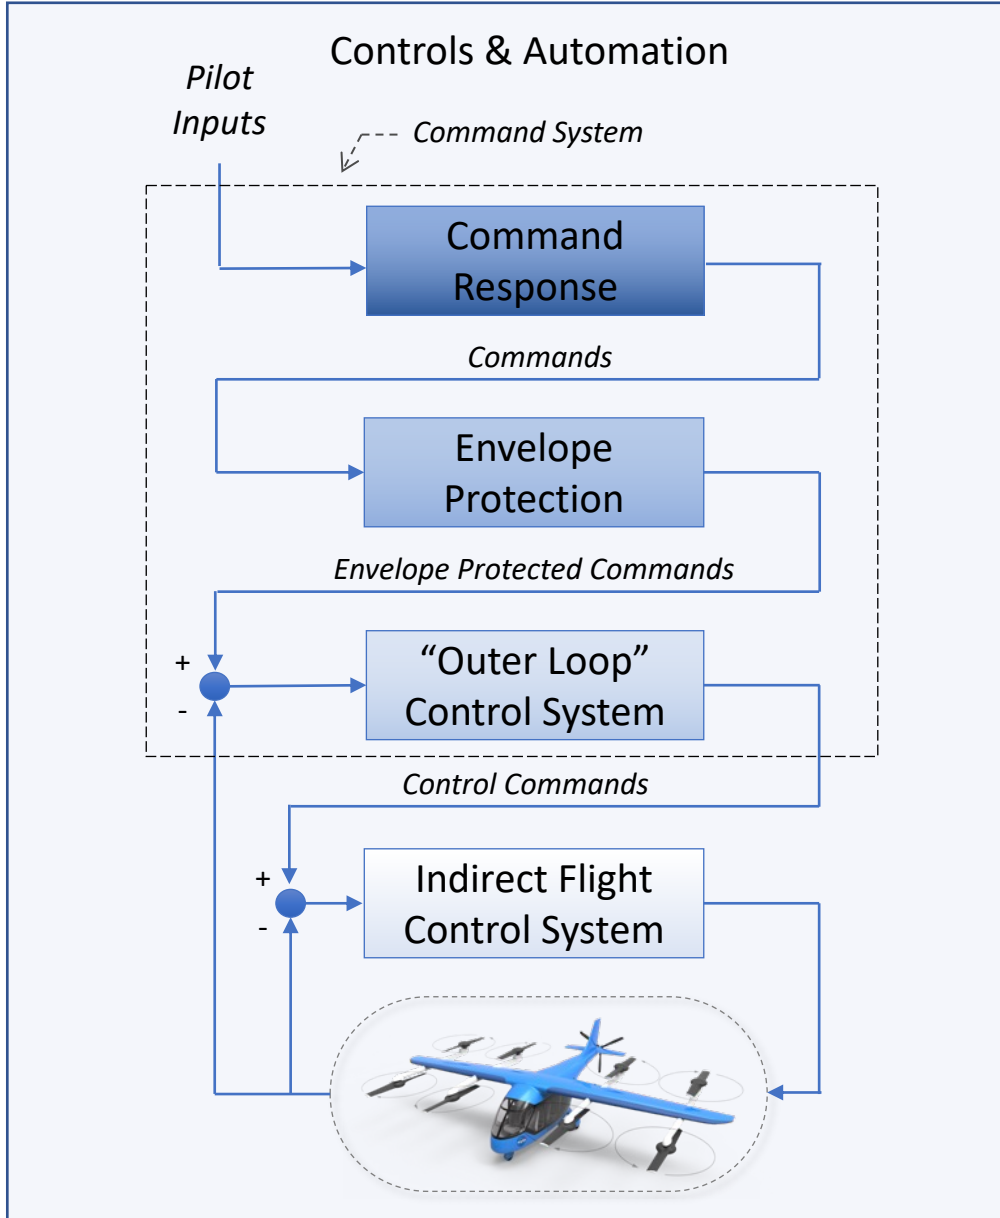 Controls & Automation
Pilot
Inputs
Command System
Command
Response
Commands
Envelope
Protection
Envelope Protected Commands
+
-
“Outer Loop”
Control System
Control Commands
+
-
Indirect Flight
Control System